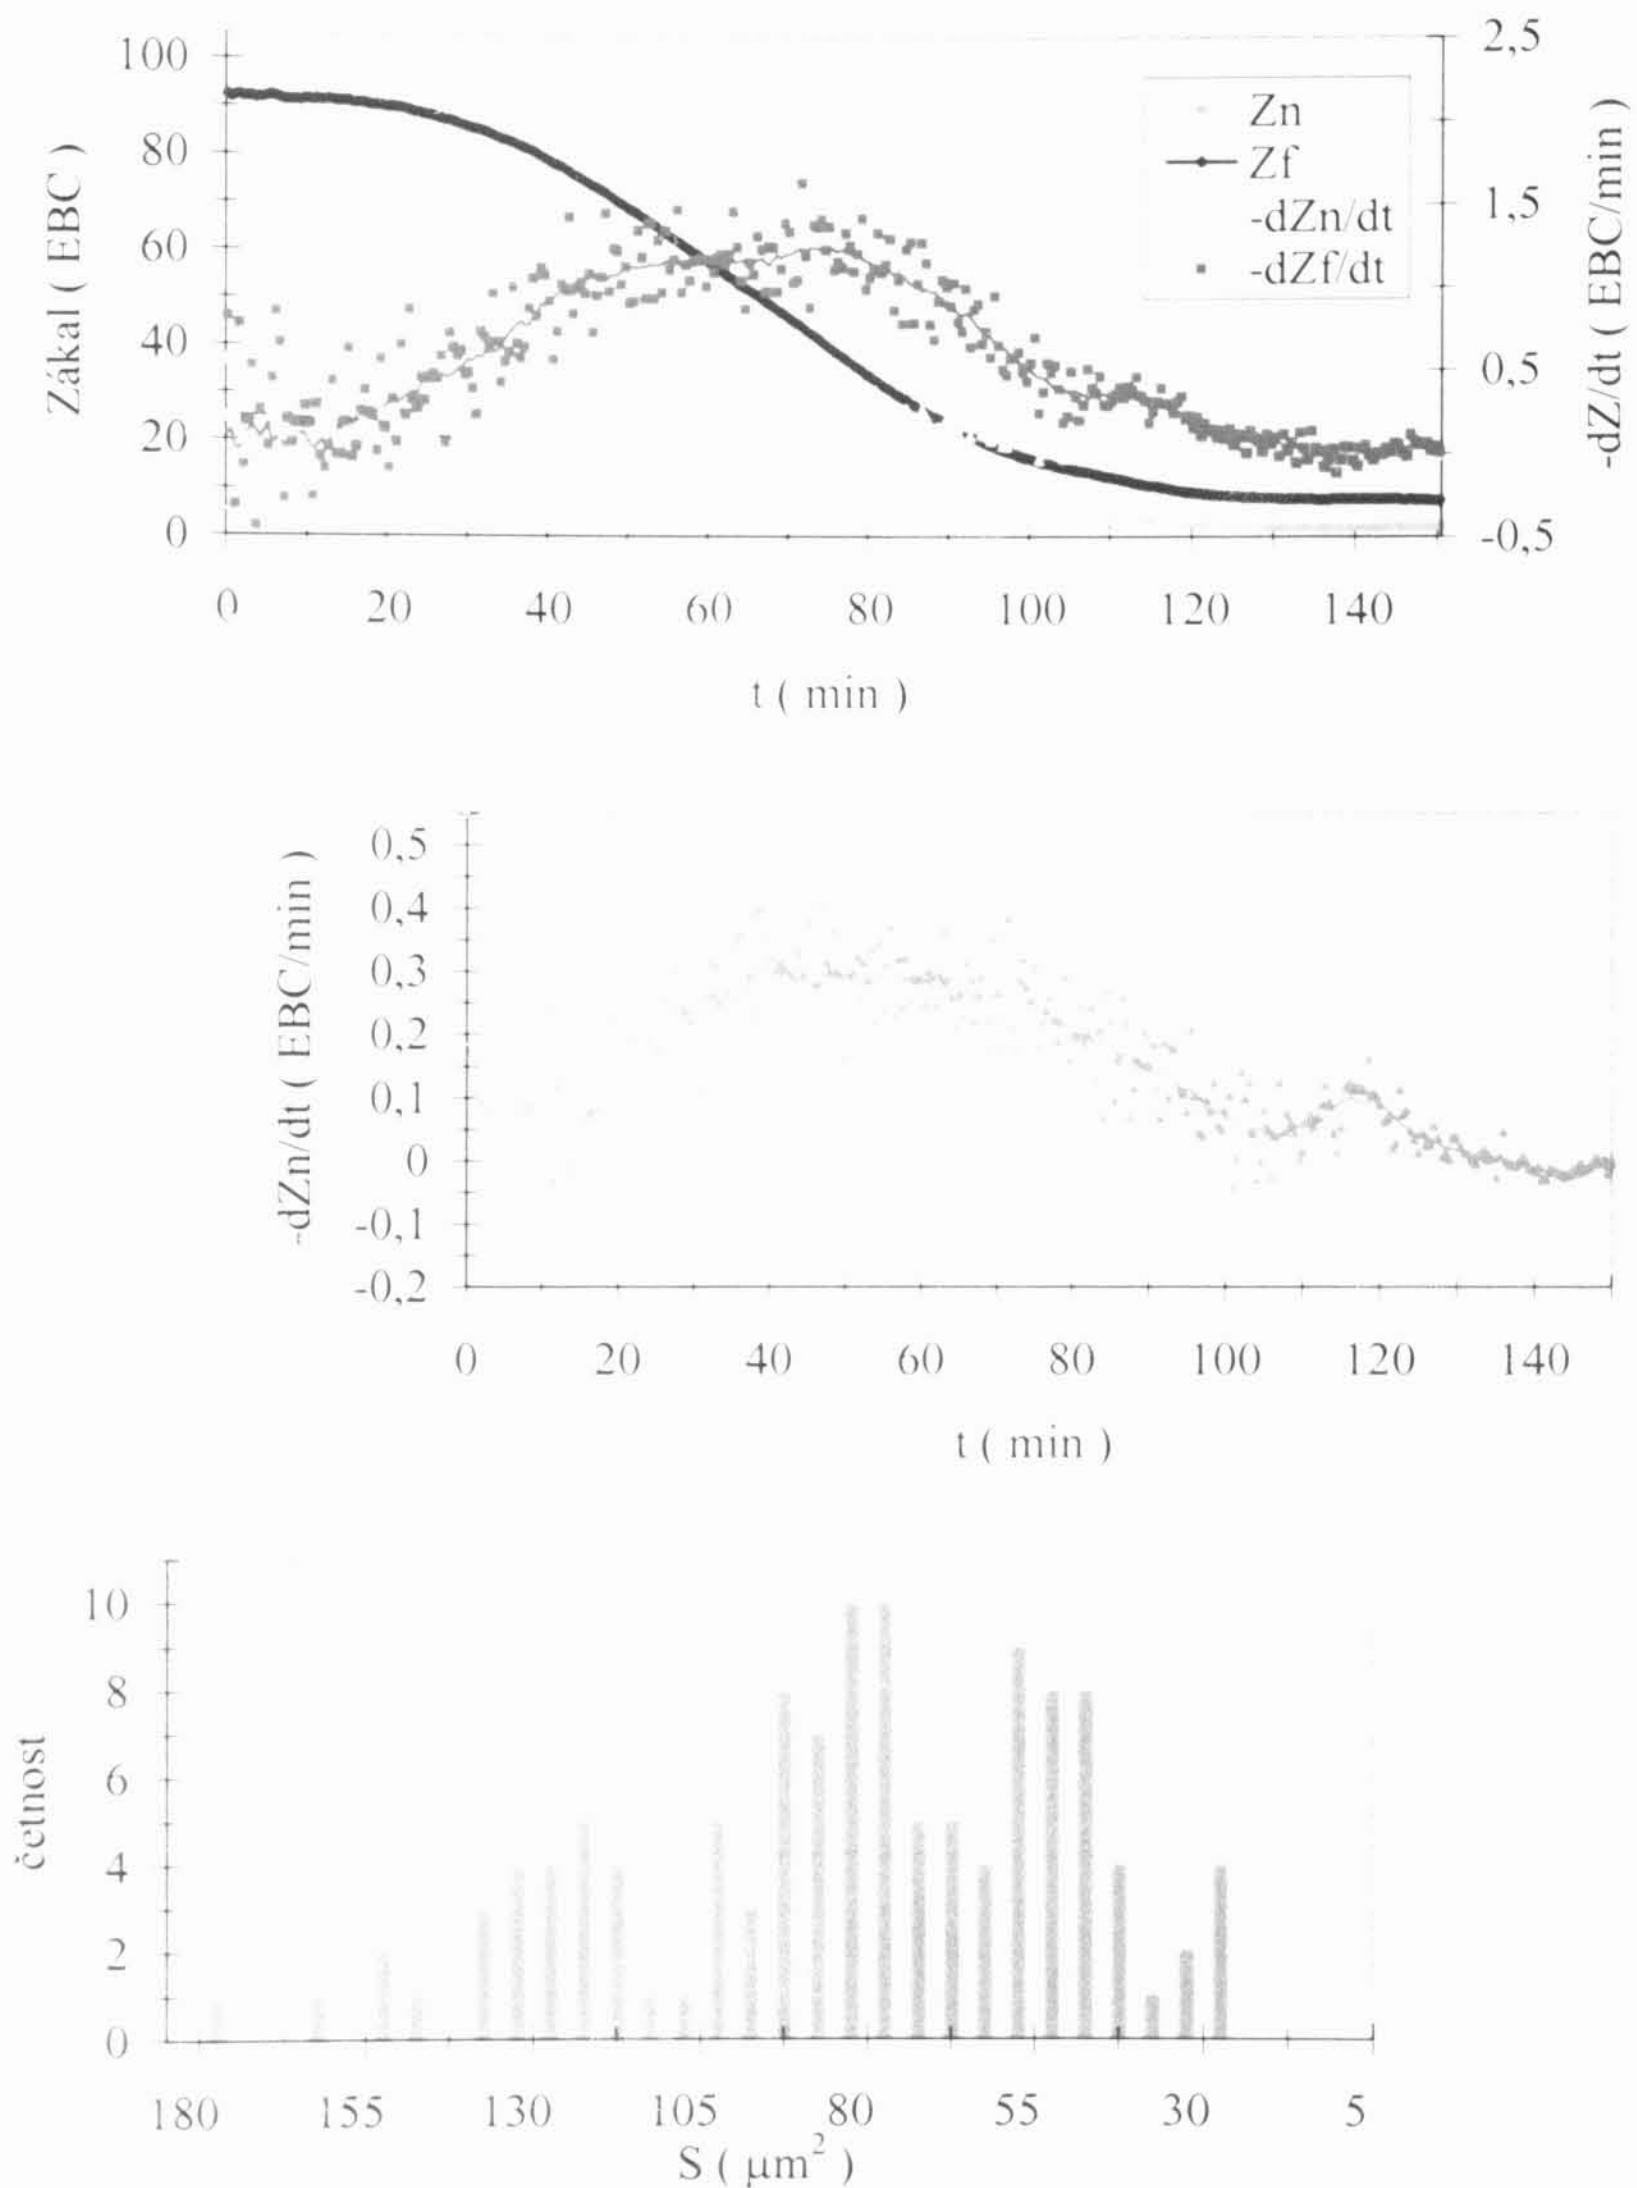 100
80
60
40
20
0
Zákal ( EBC )
2,5
1,5
0,5
-0,5
-dZ/dt ( EBC/min )
Zn
Zf
-dZn/dt
-dZf/dt
0 20 40 60 80 100 120 140
t ( min )
0,5
0,4
0,3
0,2
0,1
0
-0,1
-0,2
-dZn/dt ( EBC/min )
0 20 40 60 80 100 120 140
t ( min )
10
8
6
4
2
0
četnost
180 155 130 105 80 55 30 5
S ( μm² )